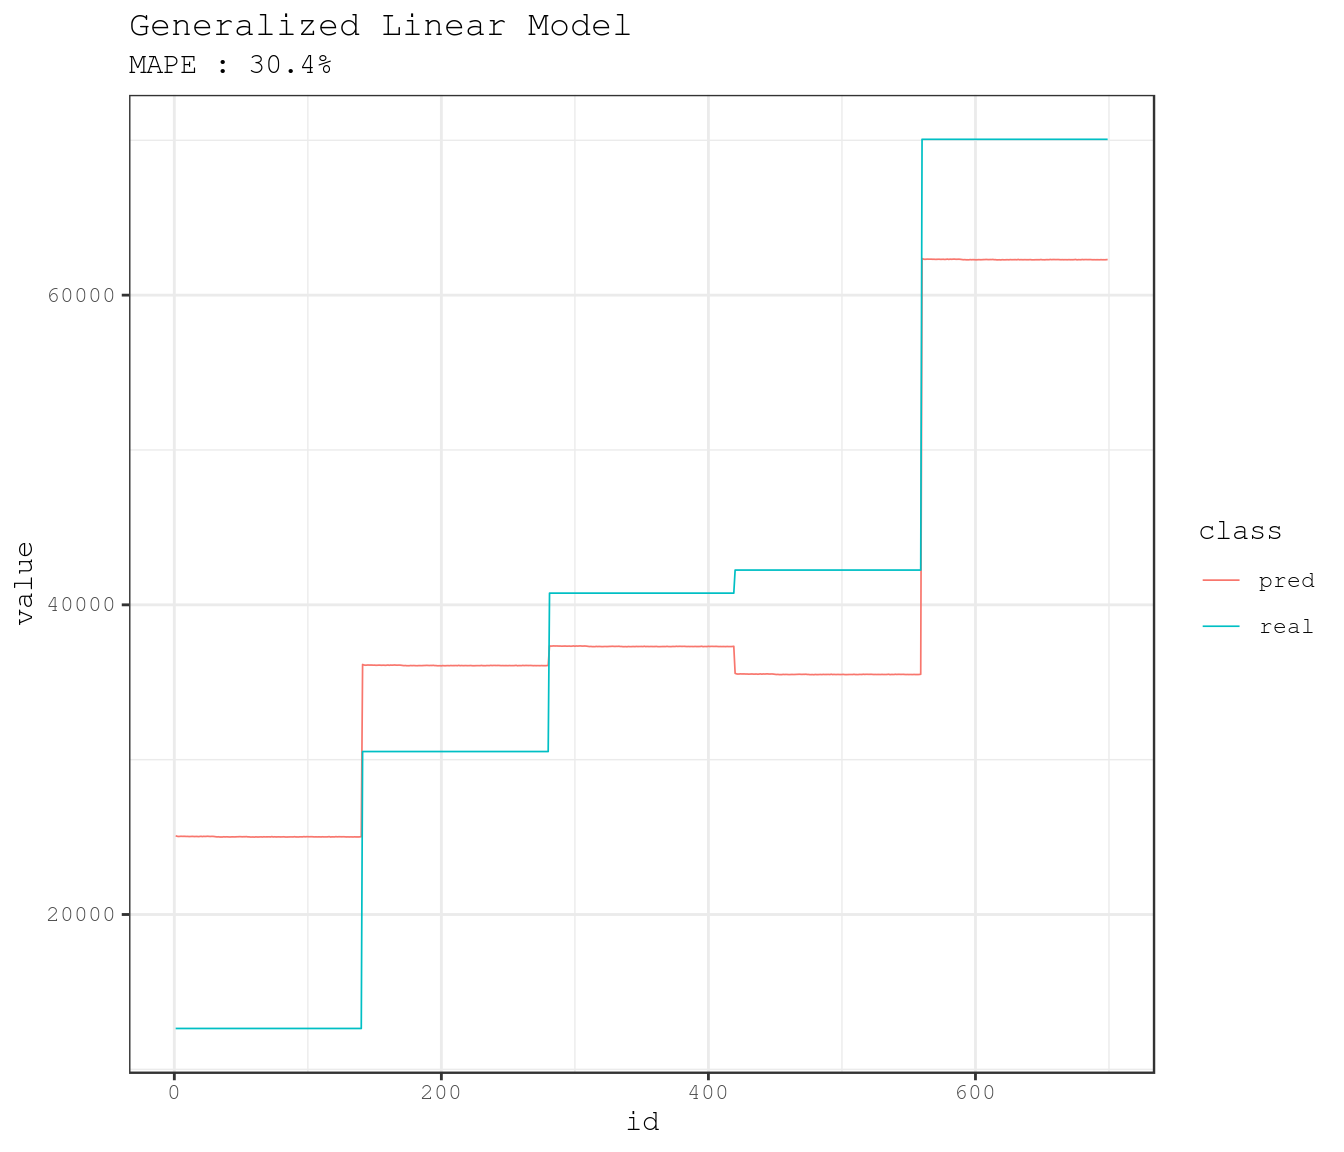 Generalized Linear Model
MAPE : 30.4%
value
60000
40000
20000
0
200
400
600
id
class
pred
real